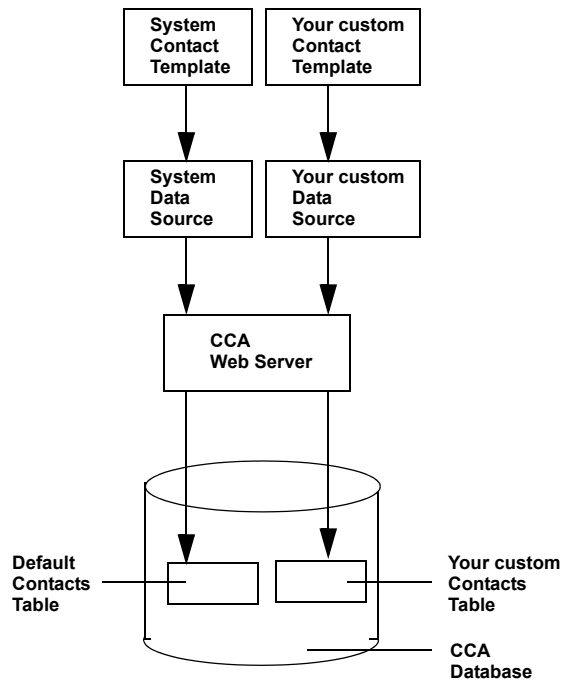 System
Contact
Template
Your custom
Contact
Template
System
Data
Source
Your custom
Data
Source
CCA
Web Server
Default
Contacts
Table
Your custom
Contacts
Table
CCA
Database